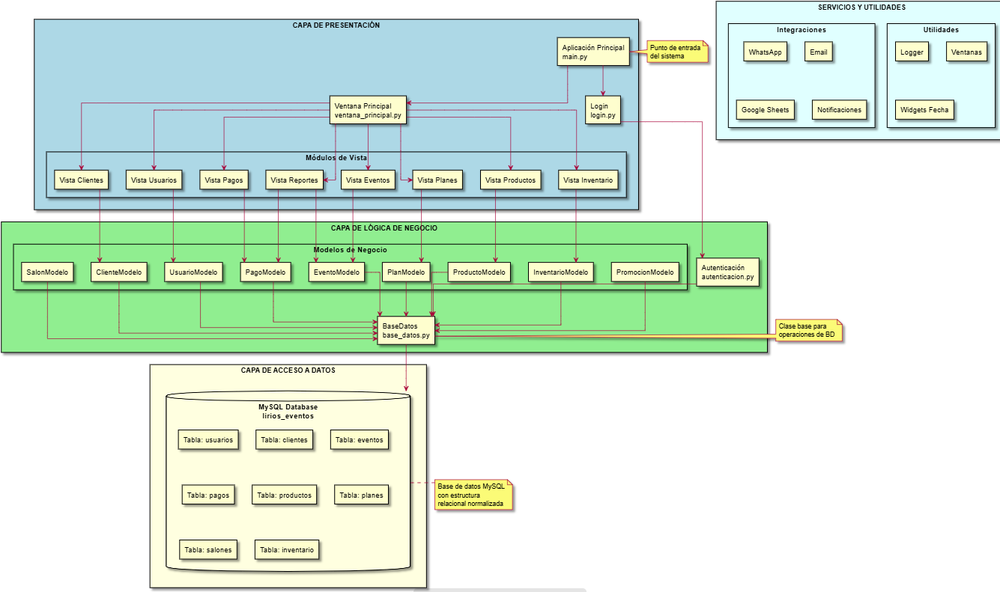 SERVICIOS Y UTILIDADES
Integraciones
WhatsApp
Email
Google Sheets
Notificaciones
Utilidades
Logger
Ventanas
Widgets Fecha
CAPA DE PRESENTACIÓN
Aplicación Principal
main.py
Punto de entrada
del sistema
Ventana Principal
ventana_principal.py
Login
login.py
Módulos de Vista
Vista Clientes
Vista Usuarios
Vista Pagos
Vista Reportes
Vista Eventos
Vista Planes
Vista Productos
Vista Inventario
CAPA DE LÓGICA DE NEGOCIO
Modelos de Negocio
SalonModelo
ClienteModelo
UsuarioModelo
PagoModelo
EventoModelo
PlanModelo
ProductoModelo
InventarioModelo
PromocionModelo
Autenticación
autenticacion.py
BaseDatos
base_datos.py
Clase base para
operaciones de BD
CAPA DE ACCESO A DATOS
MySQL Database
lirios_eventos
Tabla: usuarios
Tabla: clientes
Tabla: eventos
Tabla: pagos
Tabla: productos
Tabla: planes
Tabla: salones
Tabla: inventario
Base de datos MySQL
con estructura
relacional normalizada